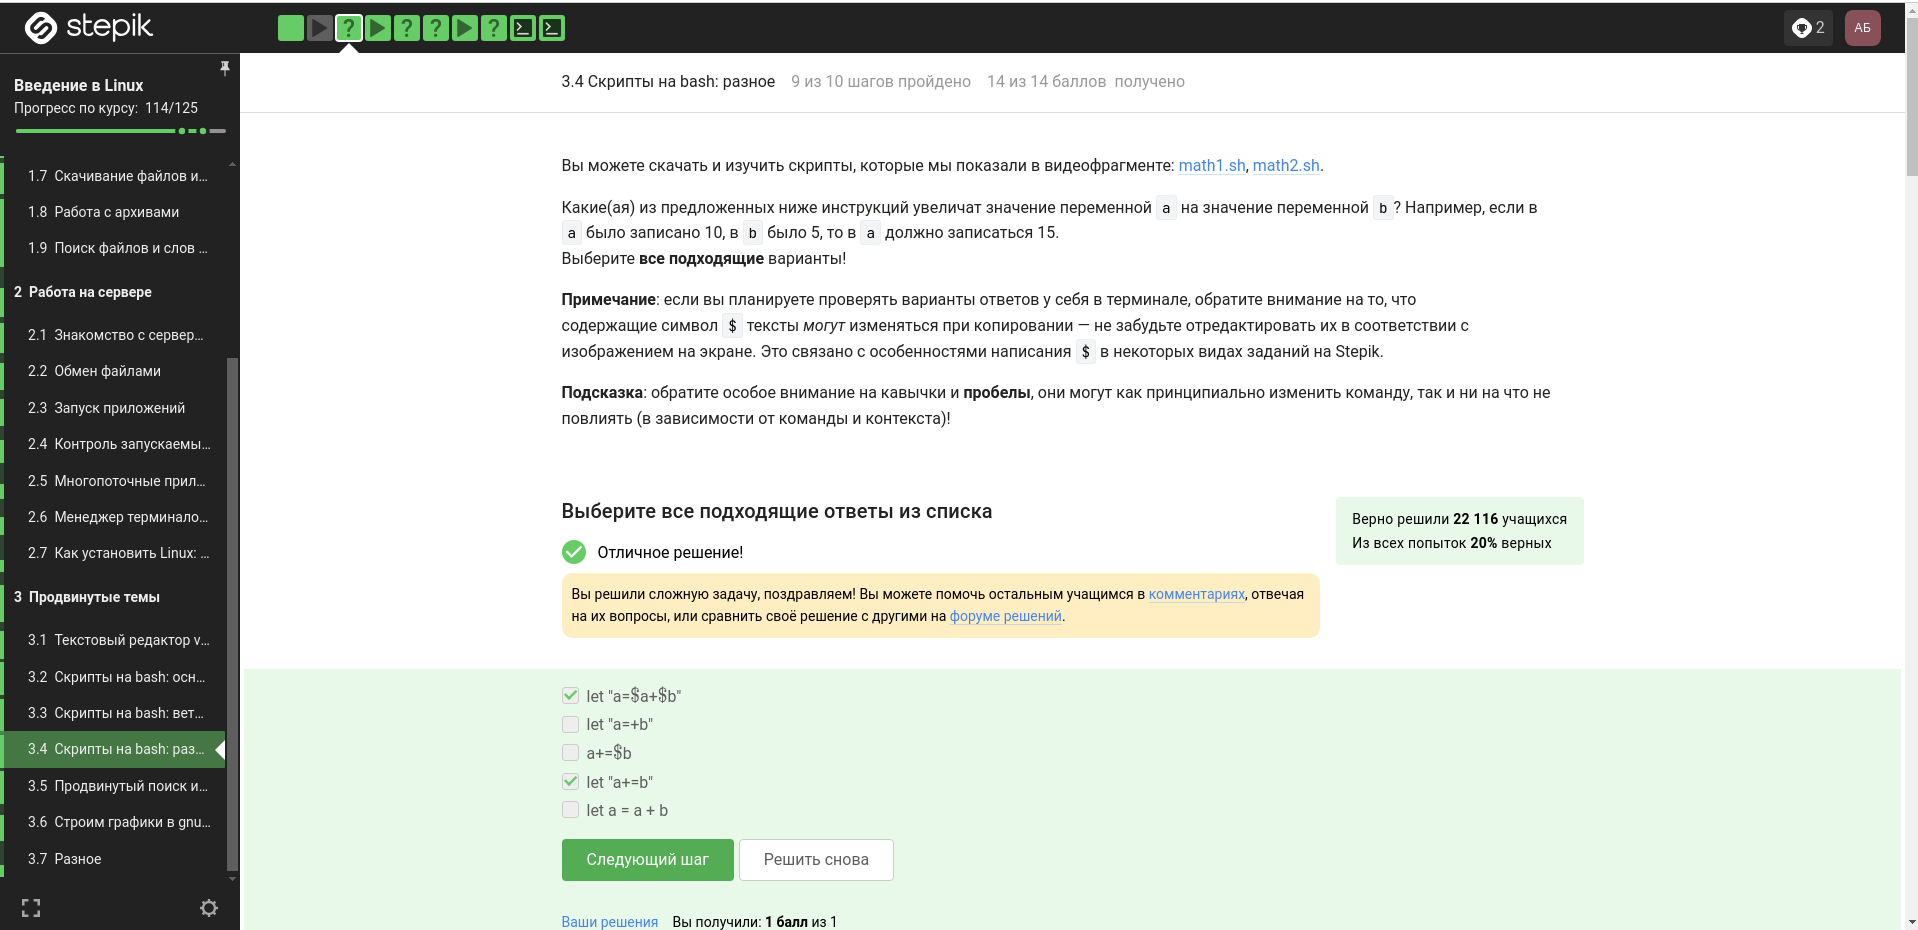 stepik
2
АБ
Введение в Linux
Прогресс по курсу: 114/125
3.4 Скрипты на bash: разное 9 из 10 шагов пройдено 14 из 14 баллов получено
1.7 Скачивание файлов и...
1.8 Работа с архивами
1.9 Поиск файлов и слов ...
2 Работа на сервере
2.1 Знакомство с сервер...
2.2 Обмен файлами
2.3 Запуск приложений
2.4 Контроль запускаемы...
2.5 Многопоточные прил...
2.6 Менеджер терминало...
2.7 Как установить Linux: ...
3 Продвинутые темы
3.1 Текстовый редактор v...
3.2 Скрипты на bash: осн...
3.3 Скрипты на bash: вет...
3.4 Скрипты на bash: раз...
3.5 Продвинутый поиск и...
3.6 Строим графики в gnu...
3.7 Разное
Вы можете скачать и изучить скрипты, которые мы показали в видеофрагменте: math1.sh, math2.sh.
Какие(ая) из предложенных ниже инструкций увеличат значение переменной a на значение переменной b? Например, если в
a было записано 10, в b было 5, то в a должно записаться 15.
Выберите все подходящие варианты!
Примечание: если вы планируете проверять варианты ответов у себя в терминале, обратите внимание на то, что
содержащие символ $ тексты могут изменяться при копировании — не забудьте отредактировать их в соответствии с
изображением на экране. Это связано с особенностями написания $ в некоторых видах заданий на Stepik.
Подсказка: обратите особое внимание на кавычки и пробелы, они могут как принципиально изменить команду, так и ни на что не
повлиять (в зависимости от команды и контекста)!
Выберите все подходящие ответы из списка
Верно решили 22 116 учащихся
Из всех попыток 20% верных
Отличное решение!
Вы решили сложную задачу, поздравляем! Вы можете помочь остальным учащимся в комментариях, отвечая
на их вопросы, или сравнить своё решение с другими на форуме решений.
let "a=$a+$b"
let "a=+b"
a+=$b
let "a+=b"
let a = a + b
Следующий шаг
Решить снова
Ваши решения Вы получили: 1 балл из 1